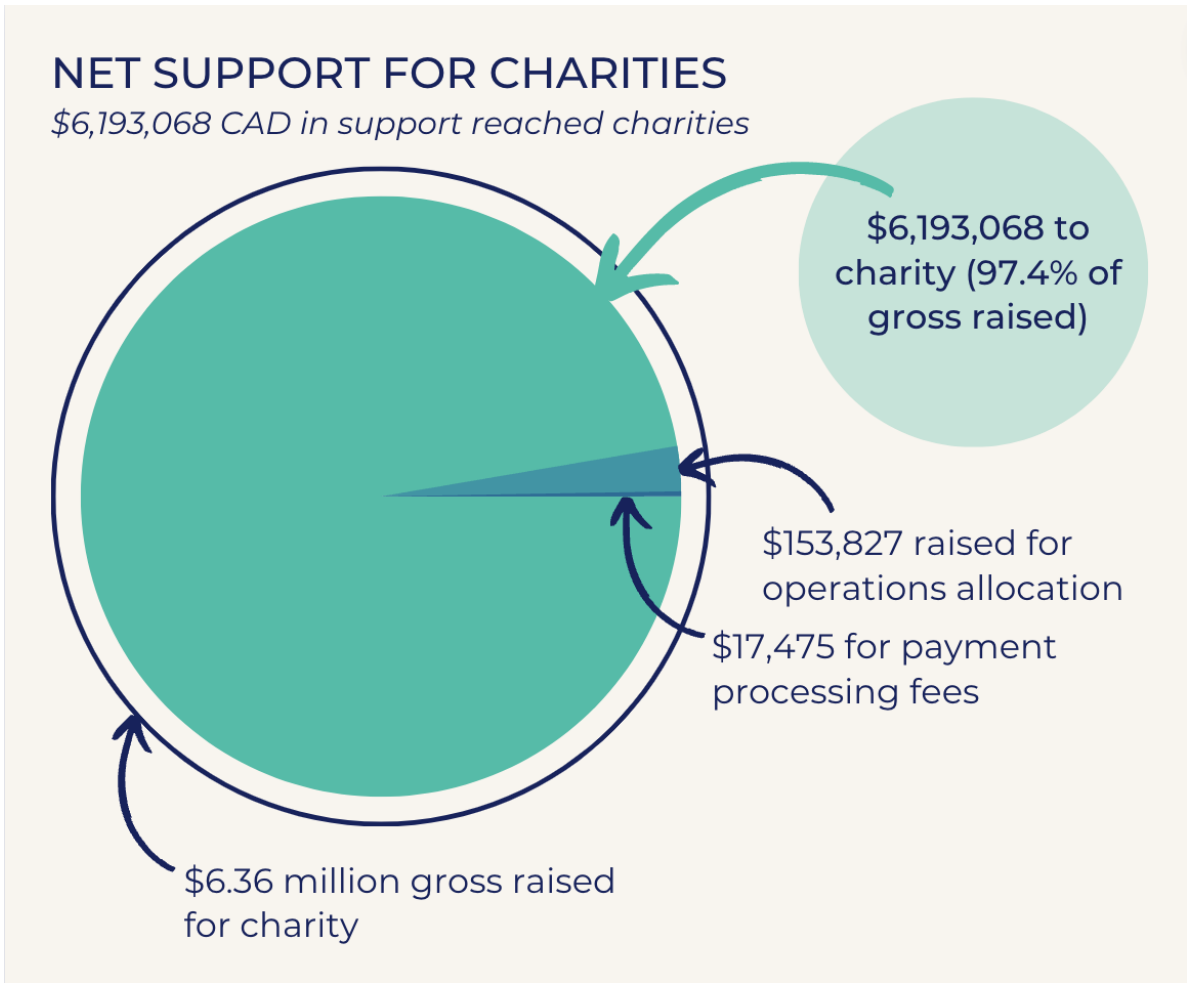 NET SUPPORT FOR CHARITIES
$6,193,068 CAD in support reached charities
$6,193,068 to
charity (97.4% of
gross raised)
$153,827 raised for
operations allocation
$17,475 for payment
processing fees
$6.36 million gross raised
for charity